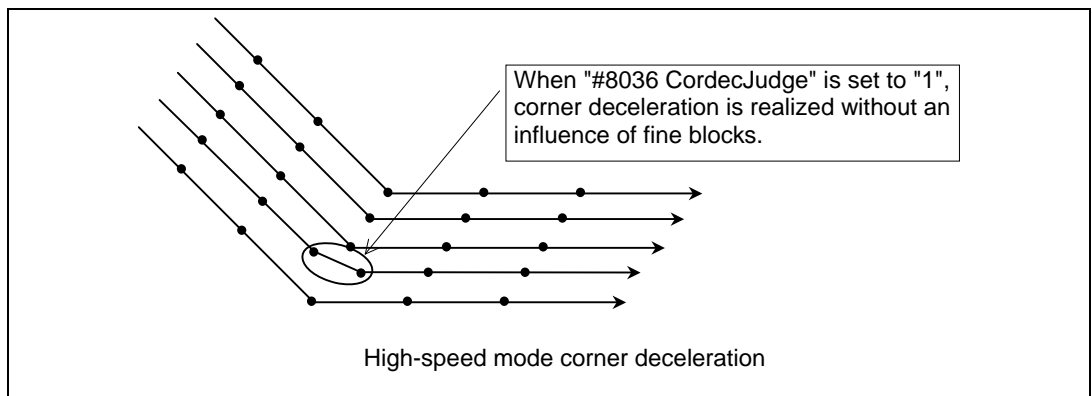 When "#8036 CordecJudge" is set to "1",
corner deceleration is realized without an
influence of fine blocks.
High-speed mode corner deceleration